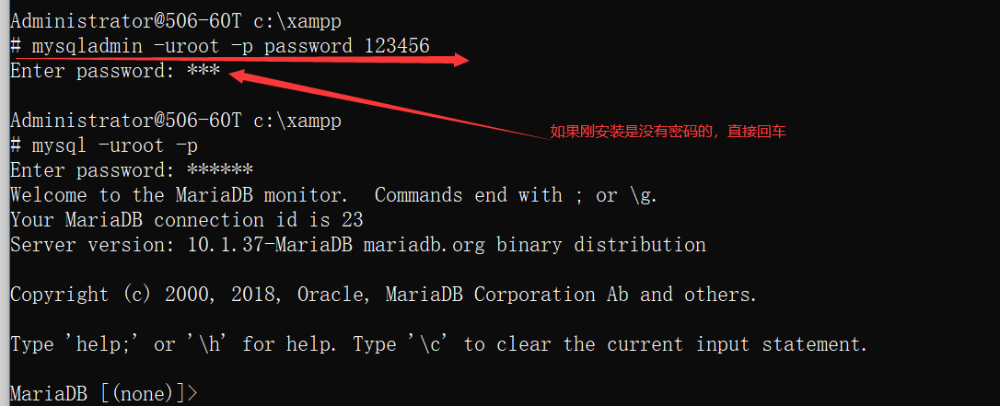 Administrator@506-60T c:\xampp
# mysqladmin -uroot -p password 123456
Enter password: ***
Administrator@506-60T c:\xampp
如果刚安装是没有密码的，直接回车
# mysql -uroot -p
Enter password: ******
Welcome to the MariaDB monitor.  Commands end with ; or \g.
Your MariaDB connection id is 23
Server version: 10.1.37-MariaDB mariadb.org binary distribution
Copyright (c) 2000, 2018, Oracle, MariaDB Corporation Ab and others.
Type 'help;' or '\h' for help. Type '\c' to clear the current input statement.
MariaDB [(none)]>